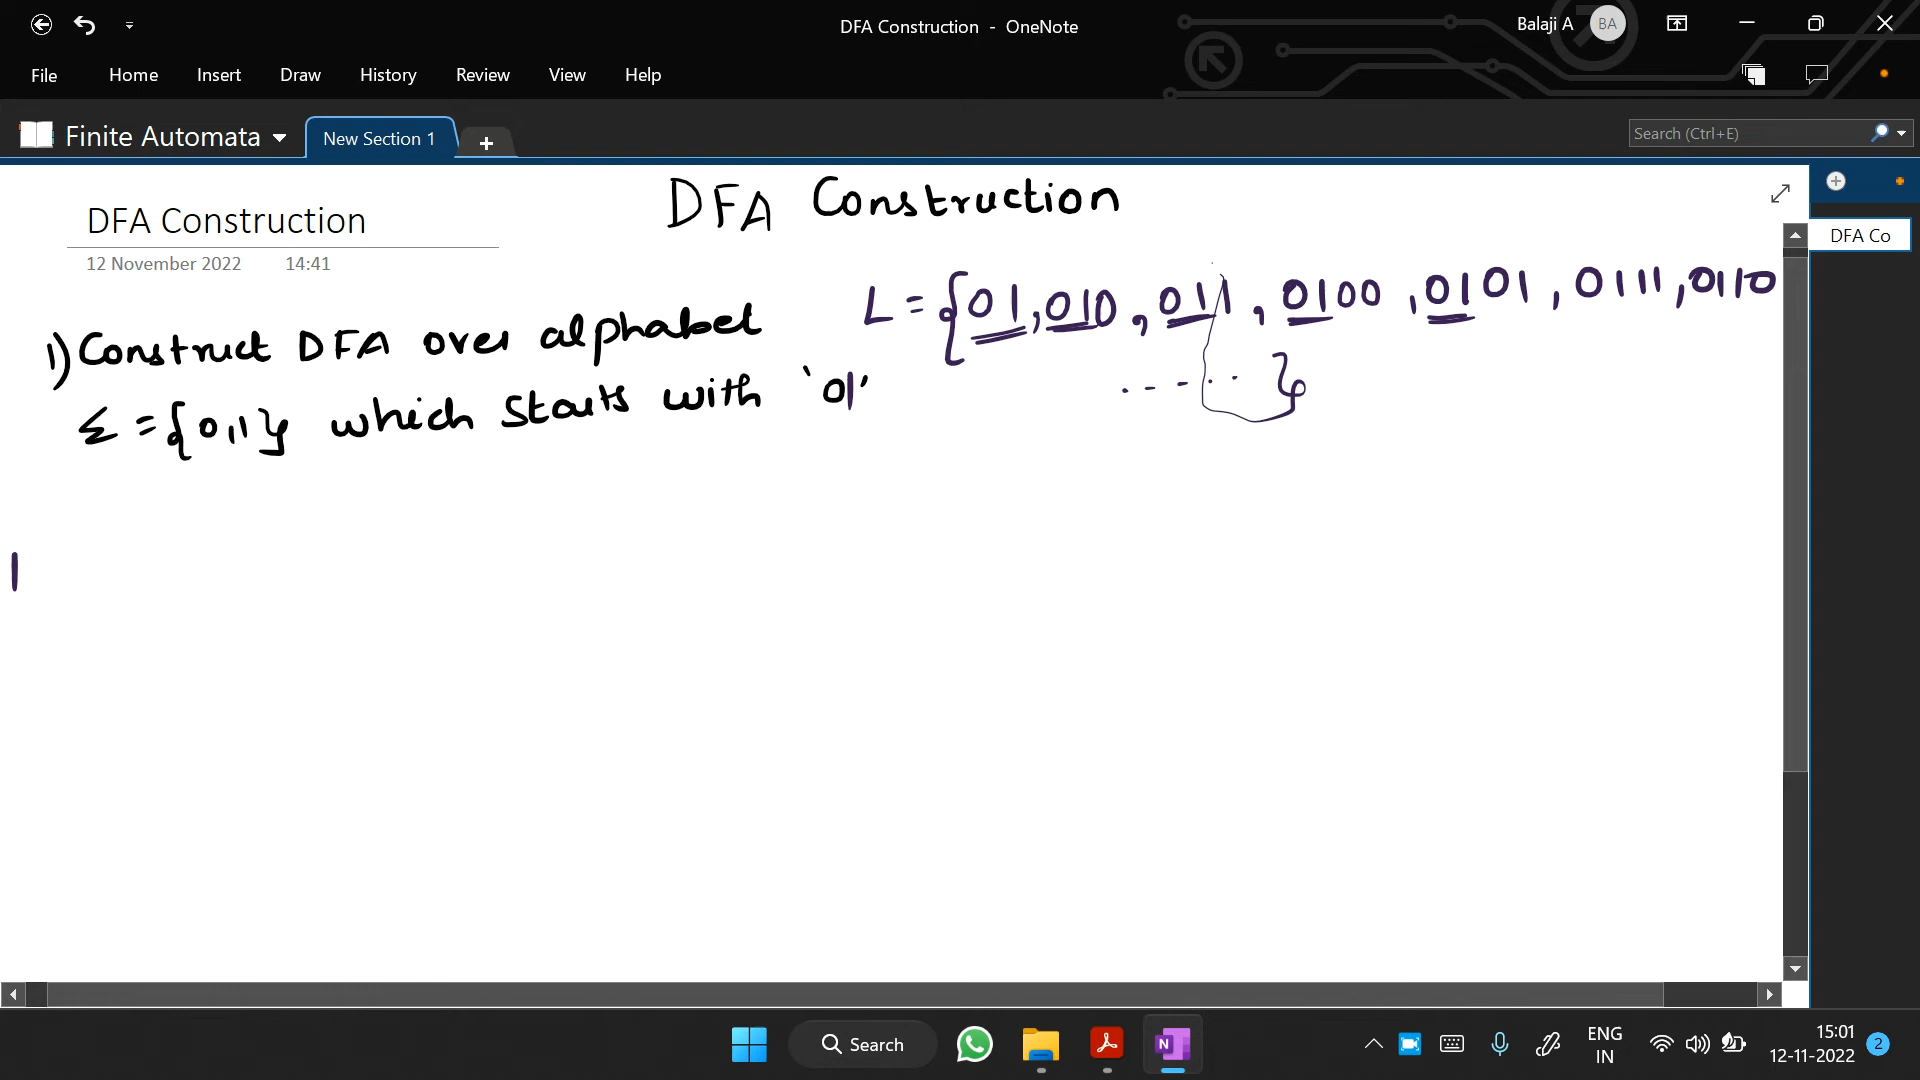 DFA Construction - OneNote
Balaji A
BA
File Home Insert Draw History Review View Help
Finite Automata
New Section 1
+
Search (Ctrl+E)
DFA Construction
12 November 2022 14:41
DFA Co
DFA Construction
1) Construct DFA over alphabet
Σ = {0,1} which starts with '01'
L = {01, 010, 011, 0100, 0101, 0111, 0110
. - - . . }
1
Search
N
ENG
IN
15:01
12-11-2022
2